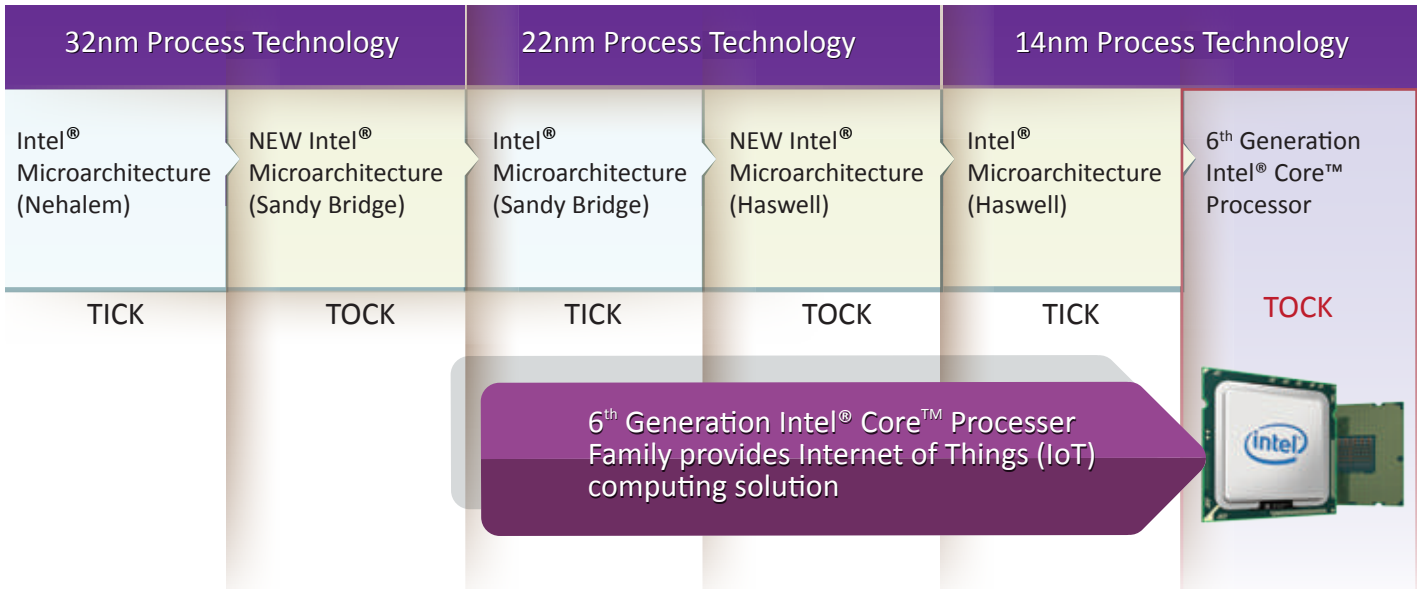 32nm Process Technology
22nm Process Technology
14nm Process Technology
Intel®
Microarchitecture
(Nehalem)
NEW Intel®
Microarchitecture
(Sandy Bridge)
Intel®
Microarchitecture
(Sandy Bridge)
NEW Intel®
Microarchitecture
(Haswell)
Intel®
Microarchitecture
(Haswell)
6th Generation
Intel® Core™
Processor
TICK
TOCK
TICK
TOCK
TICK
TOCK
6th Generation Intel® Core™ Processer
Family provides Internet of Things (IoT)
computing solution
intel